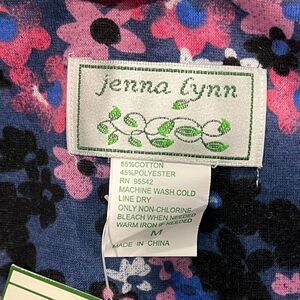 jenna lynn
55%COTTON
45%POLYESTER
RN 95542
MACHINE WASH COLD
LINE DRY
ONLY NON-CHLORINE
BLEACH WHEN NEEDED
WARM IRON IF NEEDED
M
MADE IN CHINA